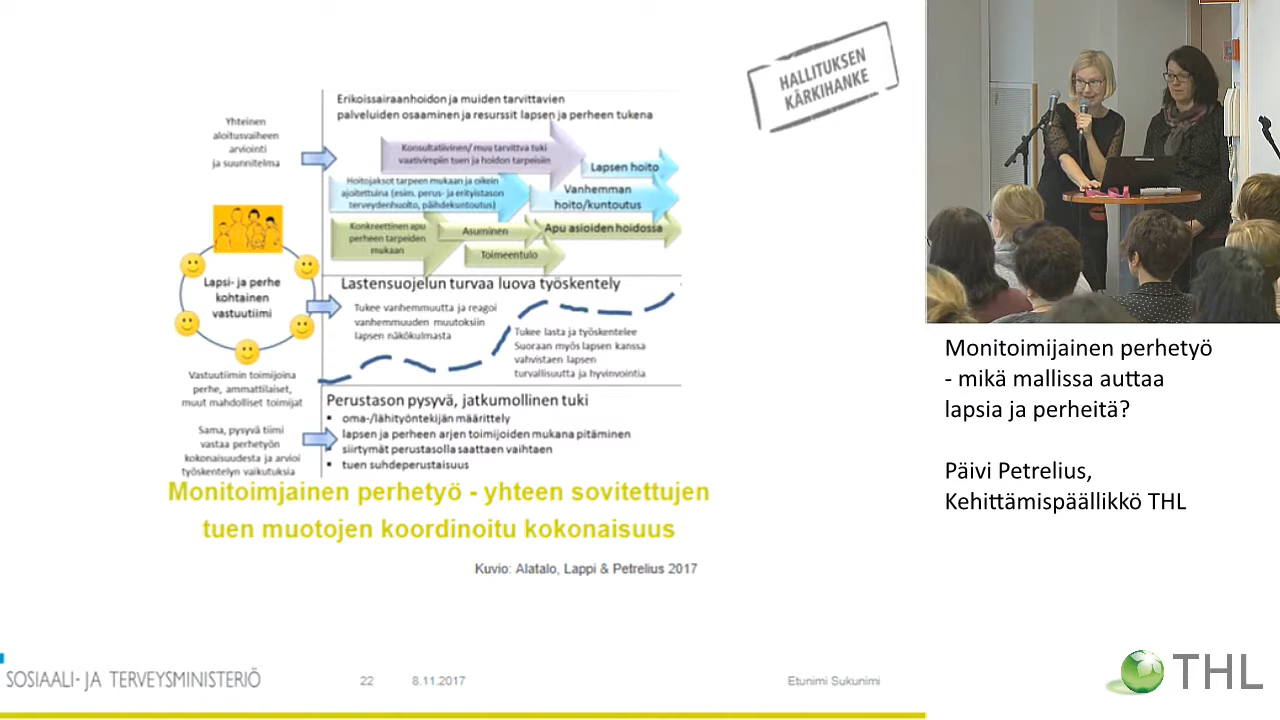 HALLITUKSEN
KÄRKIHANKE
Yhteinen
aloitusvaiheen
arviointi
ja suunnitelma
Erikoissairaanhoidon ja muiden tarvittavien
palveluiden osaaminen ja resurssit lapsen ja perheen tukena
Konsultatiivinen/ muu tarvittva tuki
vaativimpiin tuen ja hoidon tarpeisiin
Lapsen hoito
Hoitojaksot tarpeen mukaan ja oikein
ajoitettuina (esim. perus- ja erityistason
terveydenhuolto, päihdekuntoutus)
Vanhemman
hoito/kuntoutus
Konkreettinen apu
perheen tarpeiden
mukaan
Asuminen
Apu asioiden hoidossa
Toimeentulo
Lapsi- ja perhe
kohtainen
vastuutiimi
Lastensuojelun turvaa luova työskentely
Tukee vanhemmuutta ja reagoi
vanhemmuuden muutoksiin
lapsen näkökulmasta
Tukee lasta ja työskentelee
Suoraan myös lapsen kanssa
vahvistaen lapsen
turvallisuutta ja hyvinvointia
Vastuutiimin toimijoina
perhe, ammattilaiset,
muut mahdolliset toimijat
Sama, pysyvä tiimi
vastaa perhetyön
kokonaisuudesta ja arvioi
työskentelyn vaikutuksia
Perustason pysyvä, jatkumollinen tuki
▪ oma-/lähityöntekijän määrittely
▪ lapsen ja perheen arjen toimijoiden mukana pitäminen
▪ siirtymät perustasolla saattaen vaihtaen
▪ tuen suhdeperustaisuus
Monitoimjainen perhetyö - yhteen sovitettujen
tuen muotojen koordinoitu kokonaisuus
Kuvio: Alatalo, Lappi & Petrelius 2017
SOSIAALI- JA TERVEYSMINISTERIÖ
22
8.11.2017
Etunimi Sukunimi
Monitoimijainen perhetyö
- mikä mallissa auttaa
lapsia ja perheitä?
Päivi Petrelius,
Kehittämispäällikkö THL
THL